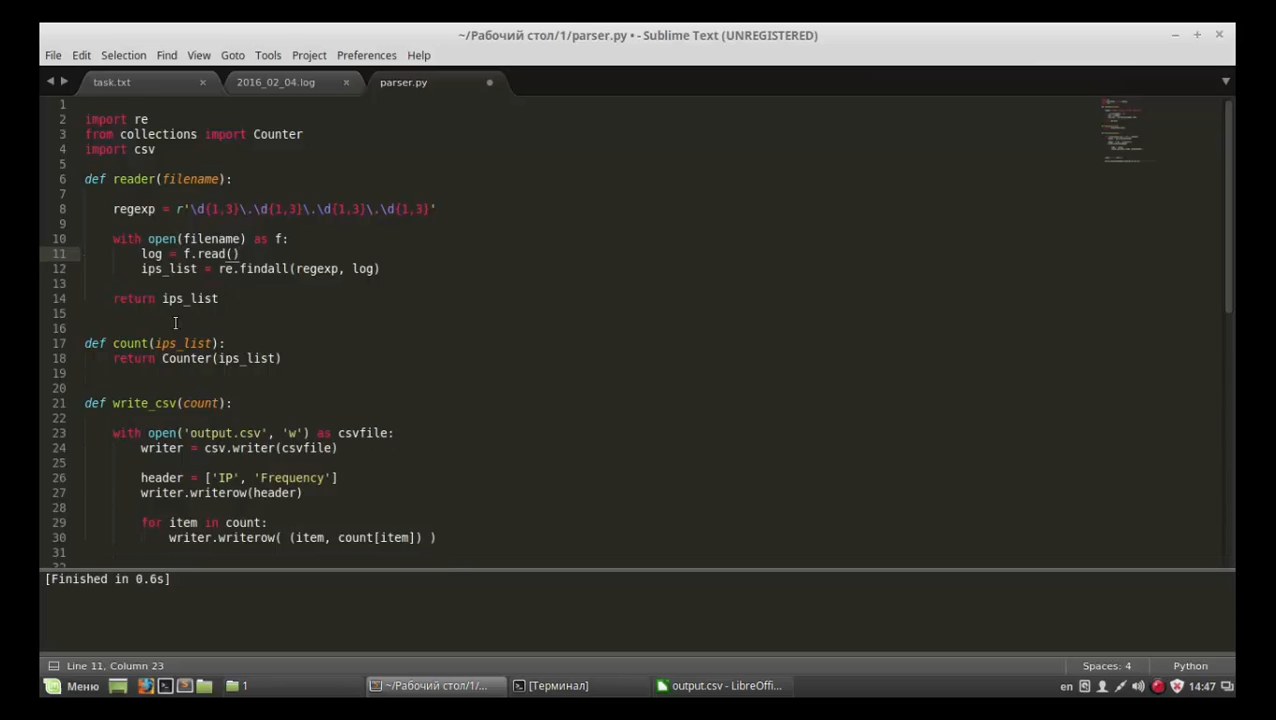 ~/Рабочий стол/1/parser.py • - Sublime Text (UNREGISTERED)
File Edit Selection Find View Goto Tools Project Preferences Help
task.txt 2016_02_04.log parser.py
1
2 import re
3 from collections import Counter
4 import csv
5
6 def reader(filename):
7
8 regexp = r'\d{1,3}\.\d{1,3}\.\d{1,3}\.\d{1,3}'
9
10 with open(filename) as f:
11 log = f.read()
12 ips_list = re.findall(regexp, log)
13
14 return ips_list
15
16
17 def count(ips_list):
18 return Counter(ips_list)
19
20
21 def write_csv(count):
22
23 with open('output.csv', 'w') as csvfile:
24 writer = csv.writer(csvfile)
25
26 header = ['IP', 'Frequency']
27 writer.writerow(header)
28
29 for item in count:
30 writer.writerow( (item, count[item]) )
31
32
[Finished in 0.6s]
Line 11, Column 23 Spaces: 4 Python
Меню 1 ~/Рабочий стол/1/... [Терминал] output.csv - LibreOffi... en 14:47